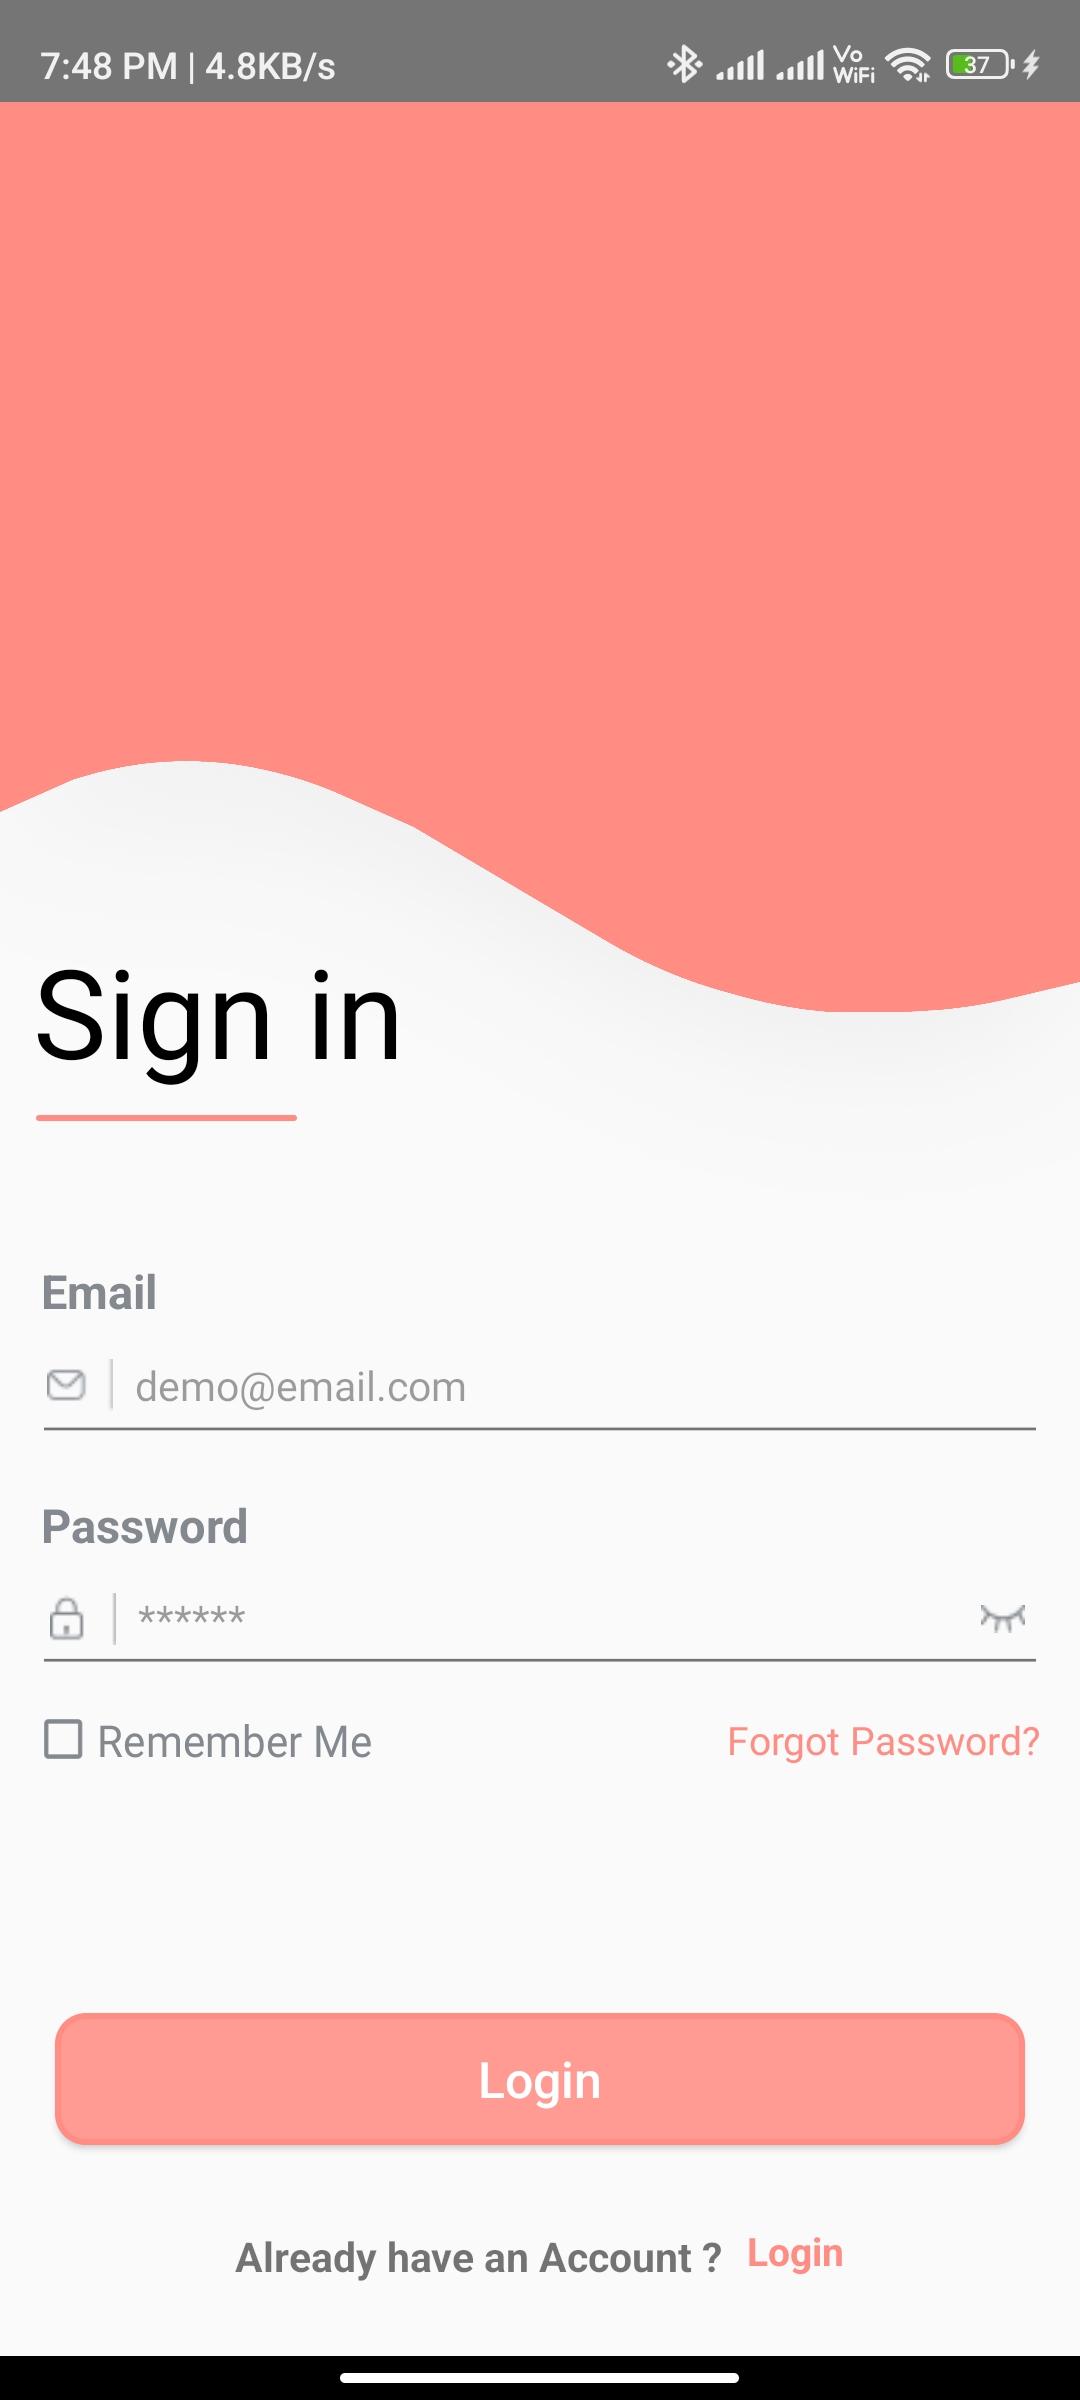 7:48 PM | 4.8KB/s Vo WiFi 37
Sign in
Email
demo@email.com
Password
******
Remember Me Forgot Password?
Login
Already have an Account ? Login